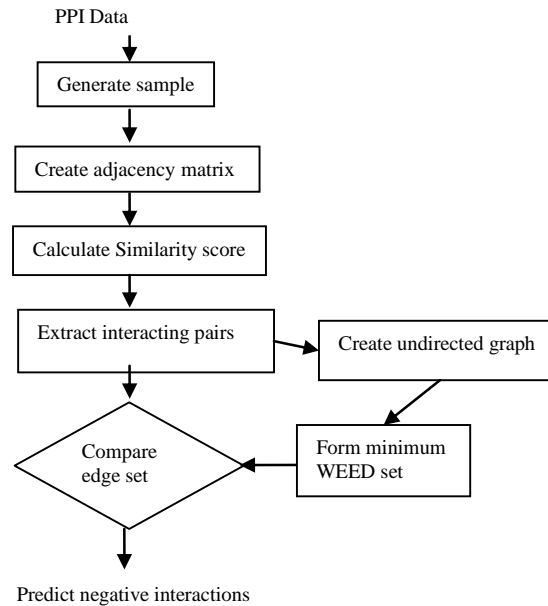 PPI Data
Generate sample
Create adjacency matrix
Calculate Similarity score
Extract interacting pairs
Create undirected graph
Form minimum
WEED set
Compare
edge set
Predict negative interactions